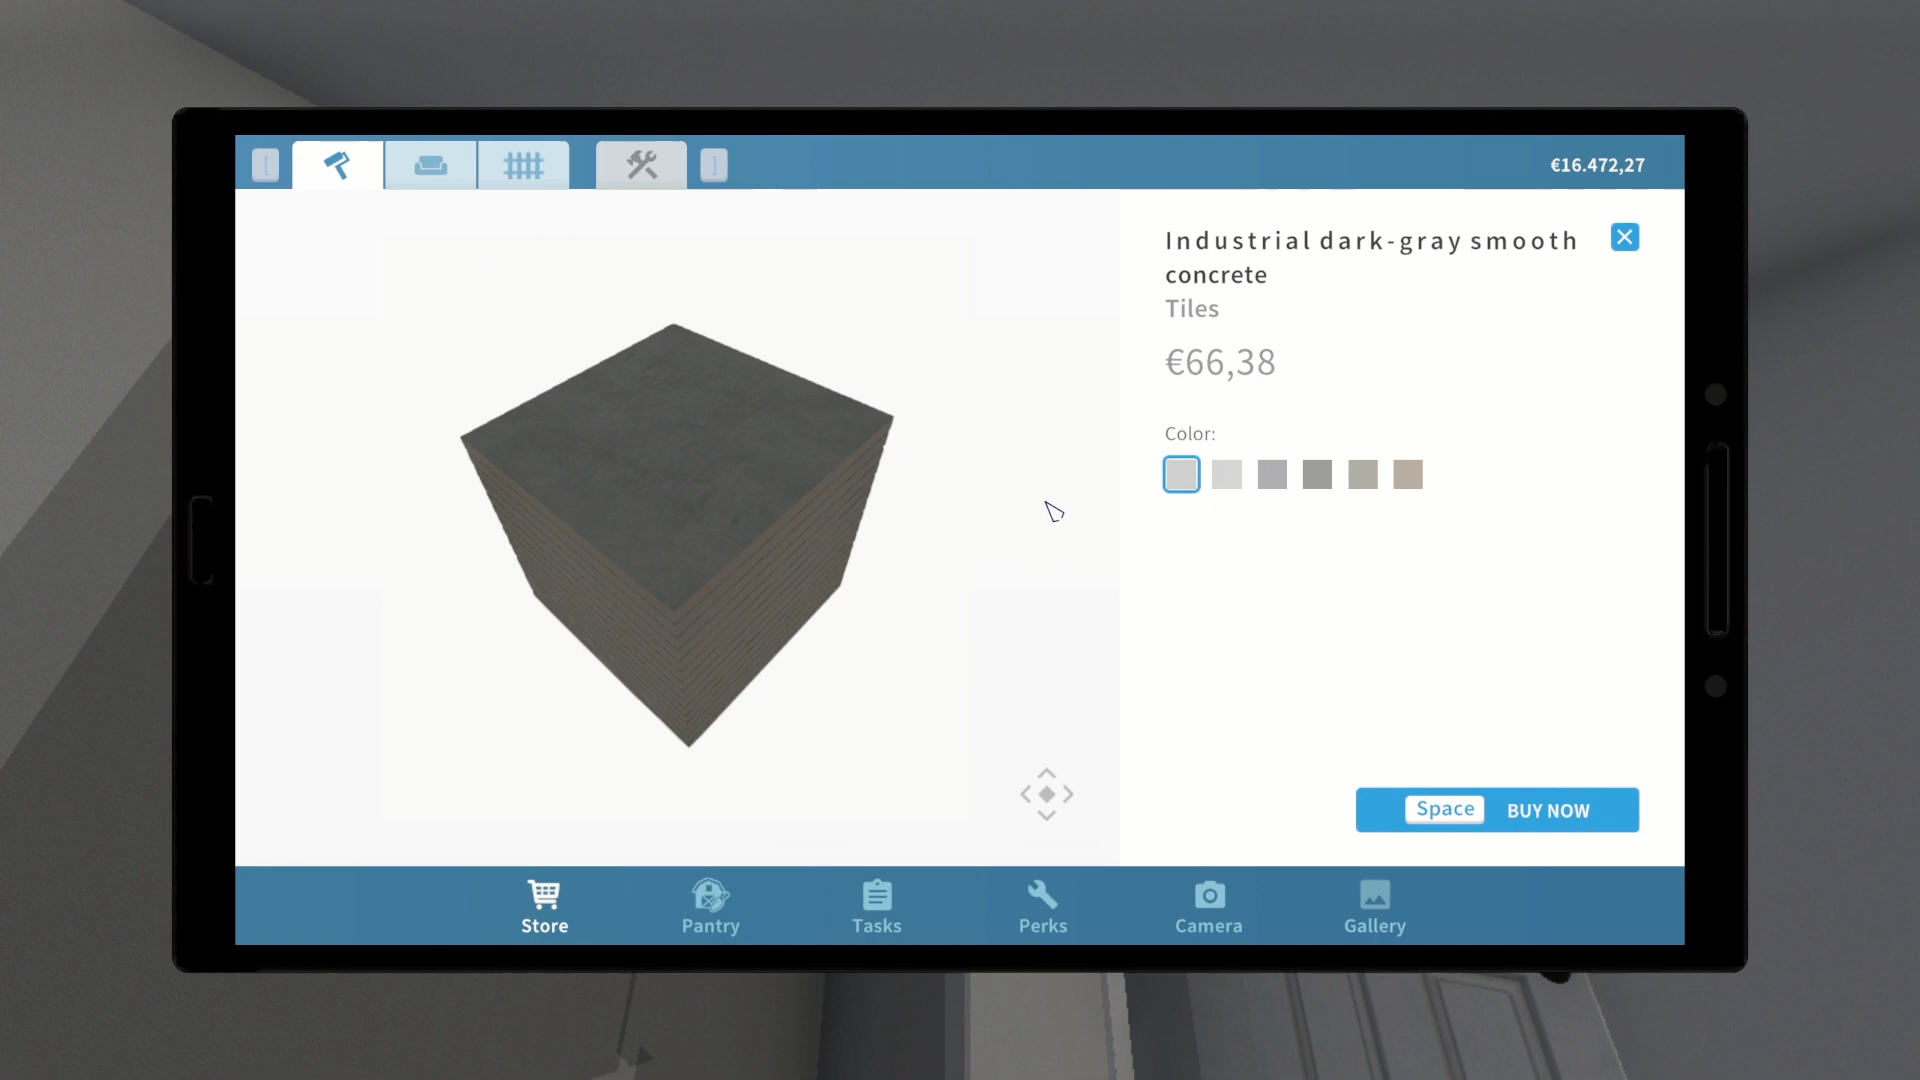 [
]
€16.472,27
Industrial dark-gray smooth
concrete
Tiles
€66,38
Color:
Space BUY NOW
Store
Pantry
Tasks
Perks
Camera
Gallery